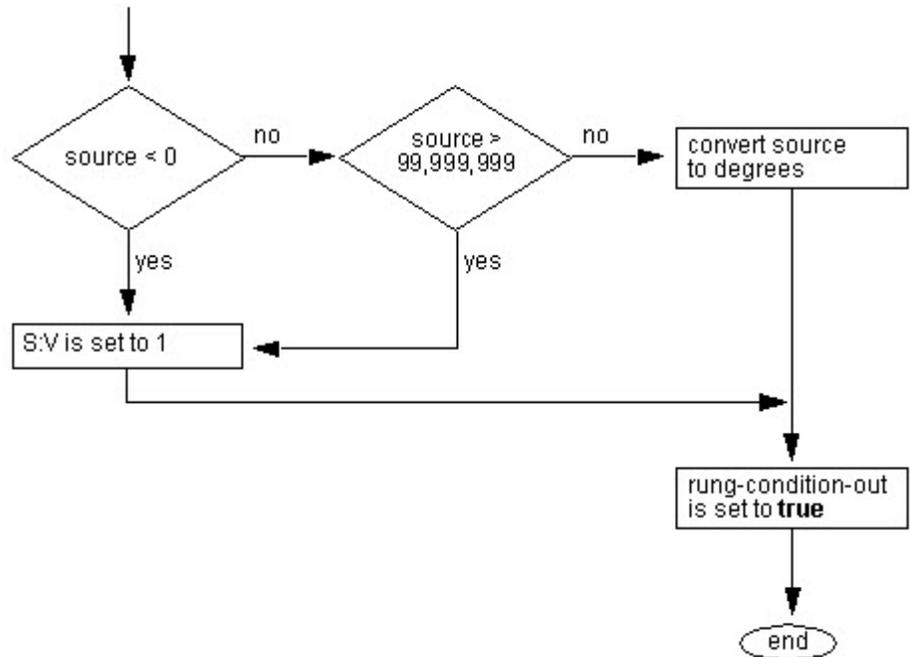 source < 0
no
source >
99,999,999
no
convert source
to degrees
yes
yes
S:V is set to 1
rung-condition-out
is set to true
end